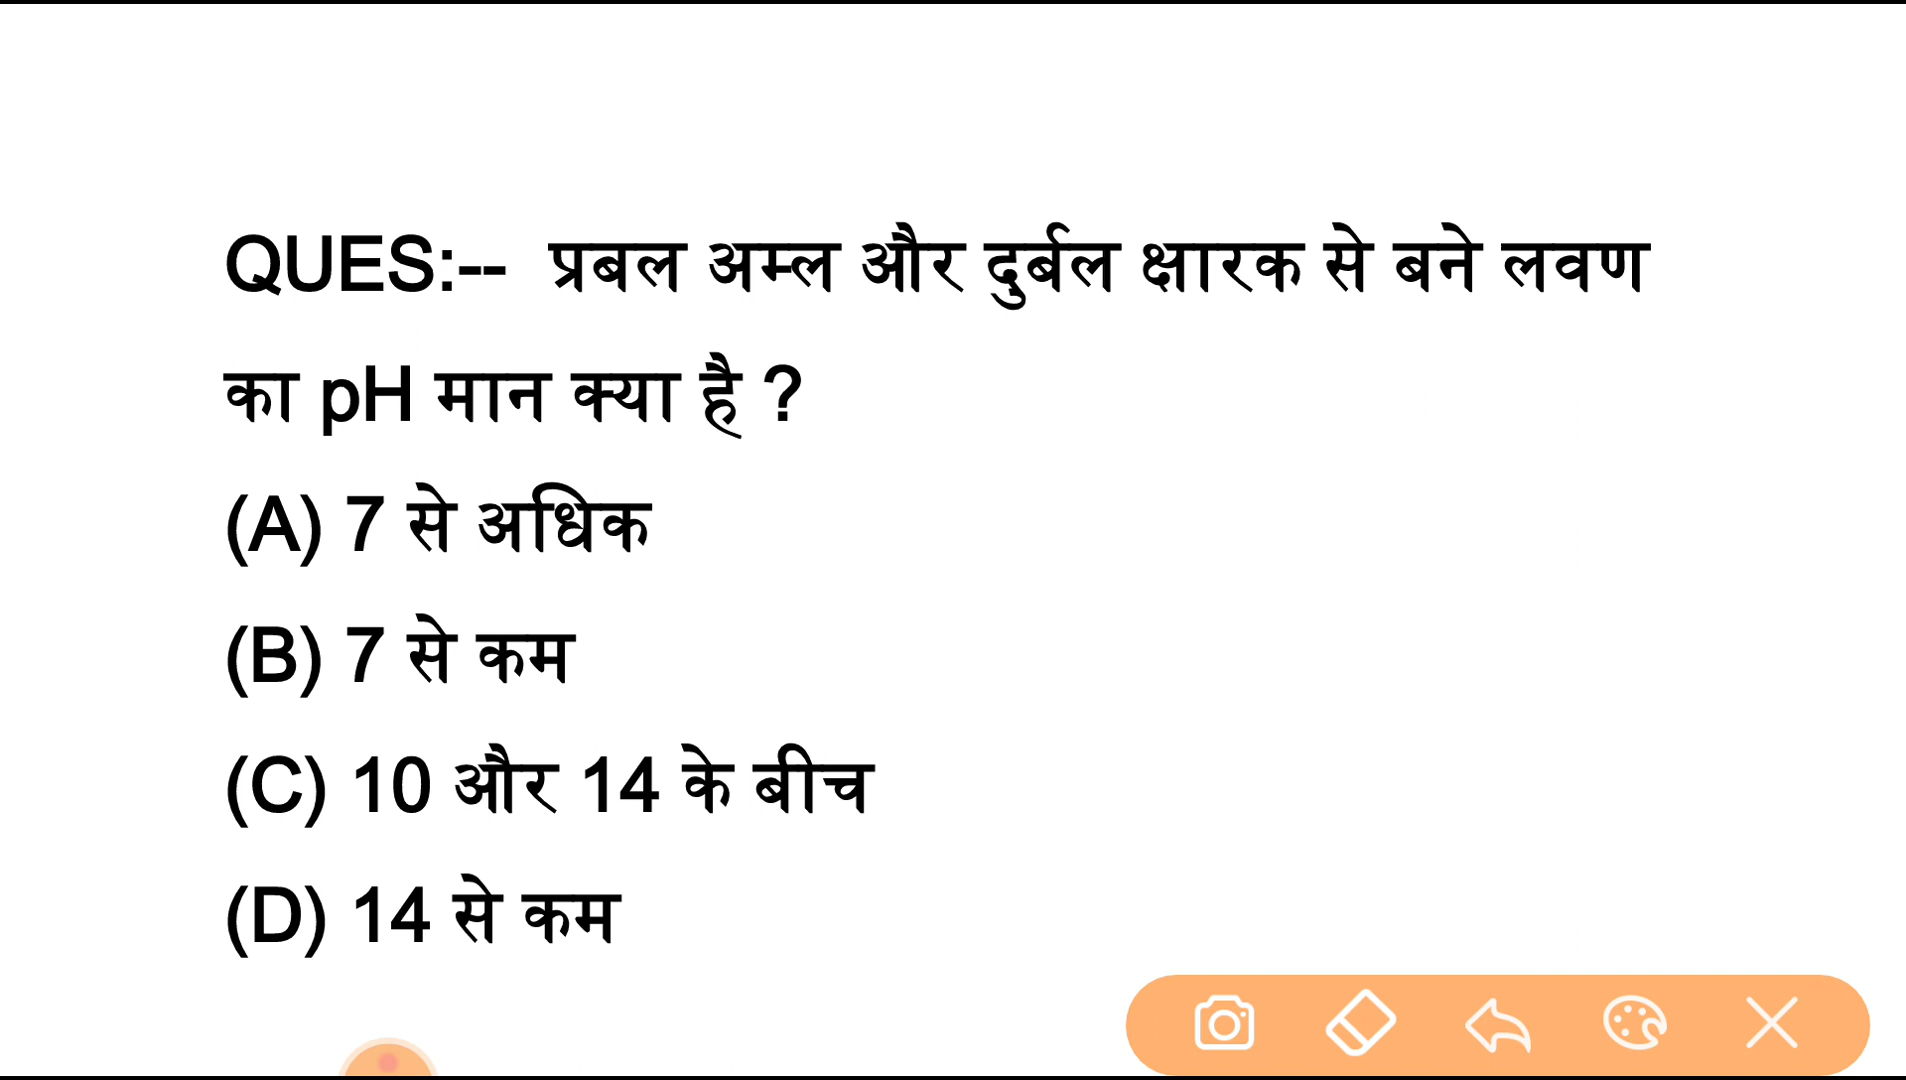 QUES:-- प्रबल अम्ल और दुर्बल क्षारक से बने लवण
का pH मान क्या है ?
(A) 7 से अधिक
(B) 7 से कम
(C) 10 और 14 के बीच
(D) 14 से कम